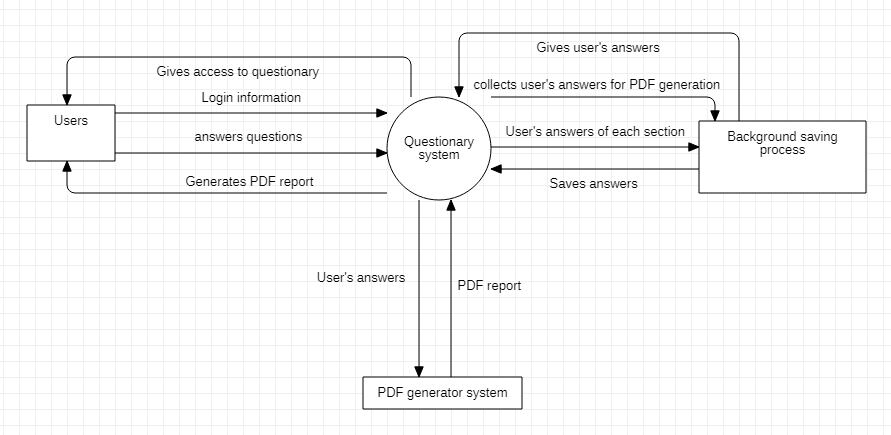 Gives user's answers
Gives access to questionary
collects user's answers for PDF generation
Login information
Users
answers questions
User's answers of each section
Background saving
process
Questionary
system
Generates PDF report
Saves answers
User's answers
PDF report
PDF generator system